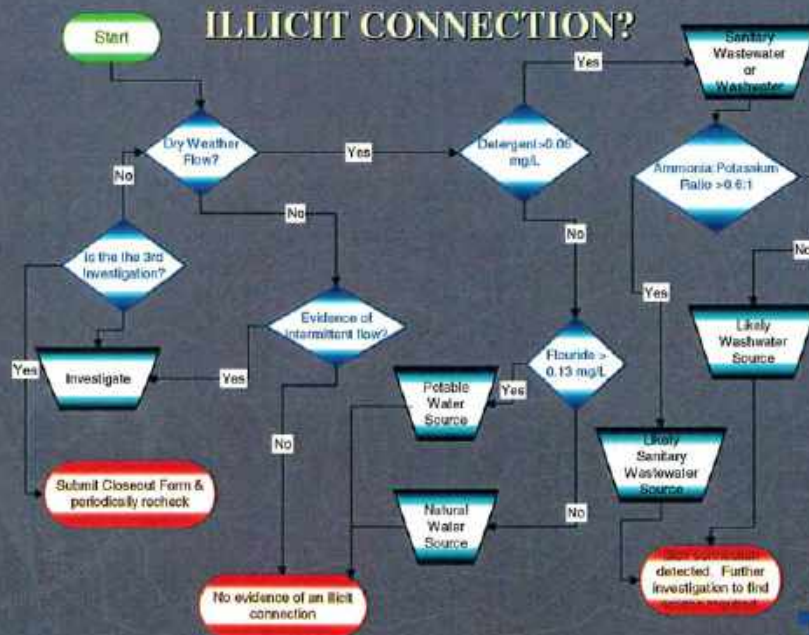 ILLICIT CONNECTION?
Start
Yes
Sanitary
Wastewater
or
Washwater
Dry Weather
Flow?
Yes
Detergent>0.06
mg/L
Ammonia:Potassium
Ratio >0.6:1
No
No
No
No
Is the the 3rd
Investigation?
Evidence of
intermittent flow?
Yes
Likely
Washwater
Source
Flouride >
0.13 mg/L
Yes
Investigate
Yes
Potable
Water
Source
Yes
No
Likely
Sanitary
Wastewater
Source
Submit Closeout Form &
periodically recheck
Natural
Water
Source
No
No evidence of an illicit
connection
detected. Further
investigation to find